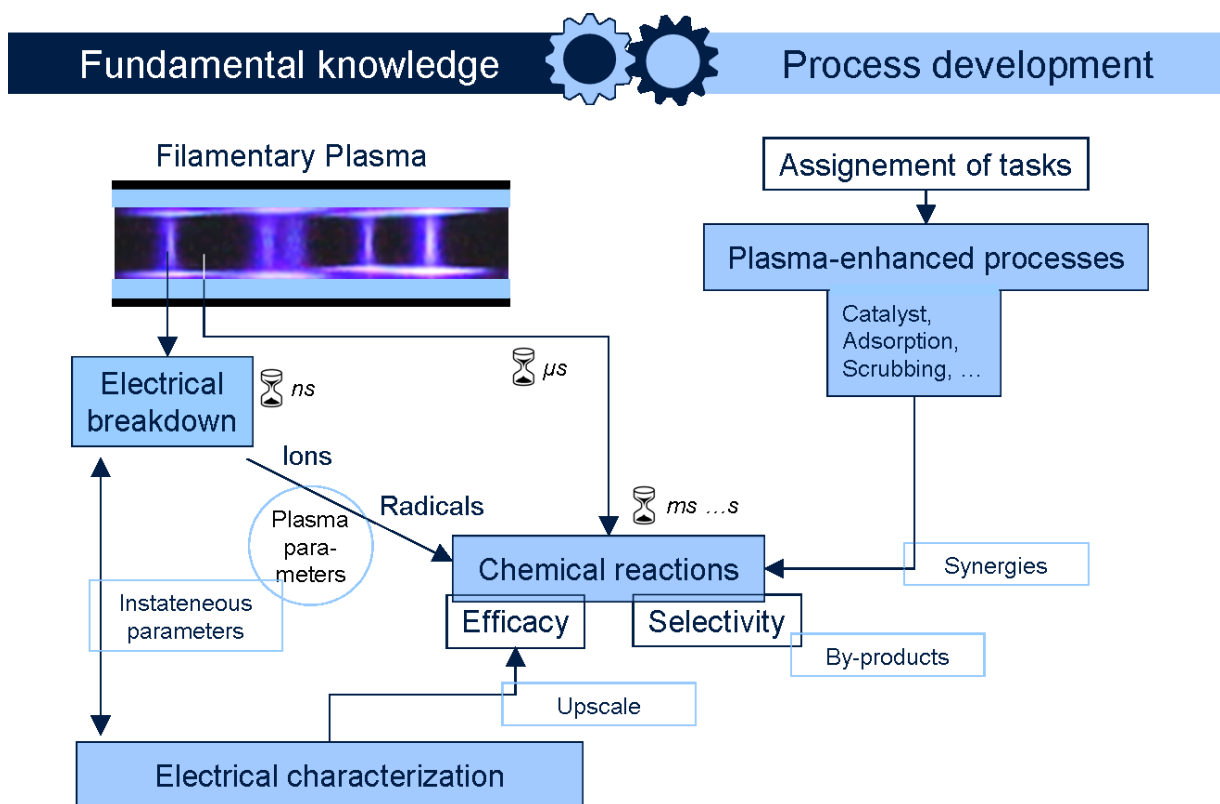 Fundamental knowledge
Process development
Filamentary Plasma
Assignement of tasks
Plasma-enhanced processes
Catalyst,
Adsorption,
Scrubbing, …
Electrical
breakdown
ns
μs
Ions
Radicals
ms …s
Plasma
para-
meters
Chemical reactions
Synergies
Instateneous
parameters
Efficacy
Selectivity
By-products
Upscale
Electrical characterization